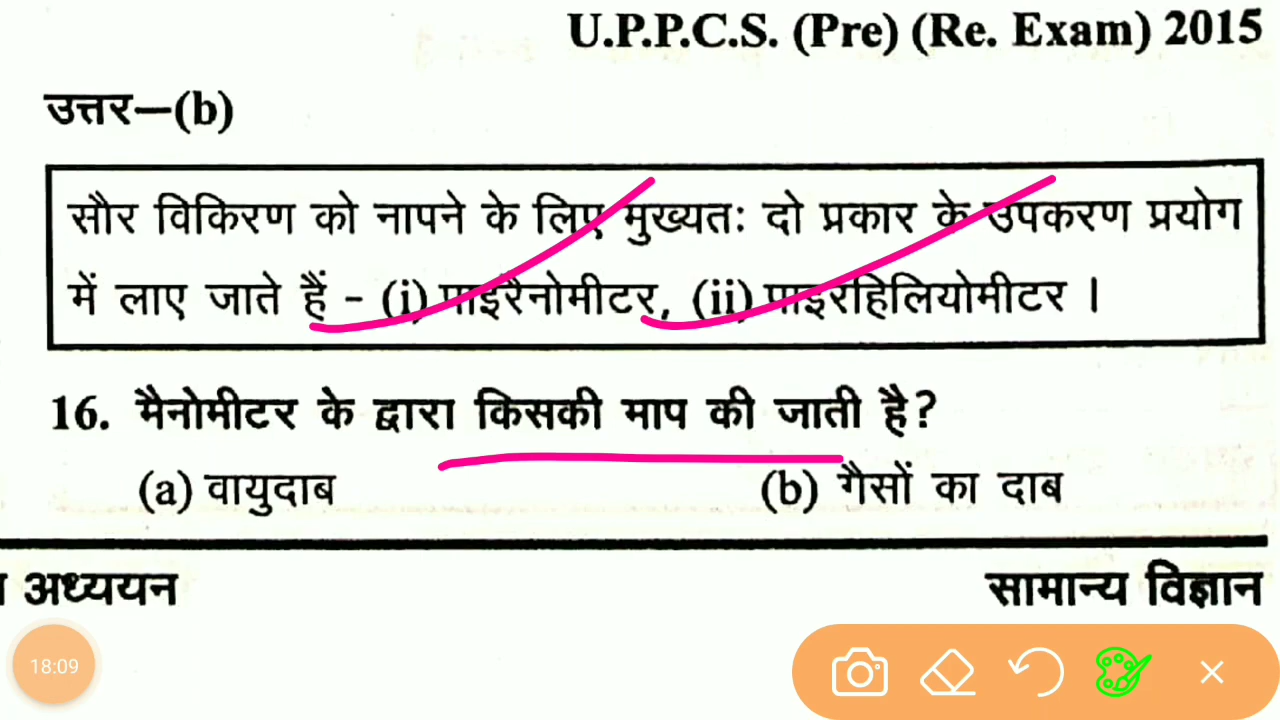 U.P.P.C.S. (Pre) (Re. Exam) 2015
उत्तर—(b)
सौर विकिरण को नापने के लिए मुख्यतः दो प्रकार के उपकरण प्रयोग
में लाए जाते हैं - (i) पाइरैनोमीटर, (ii) पाइरहिलियोमीटर ।
16. मैनोमीटर के द्वारा किसकी माप की जाती है?
(a) वायुदाब (b) गैसों का दाब
अध्ययन सामान्य विज्ञान
18:09